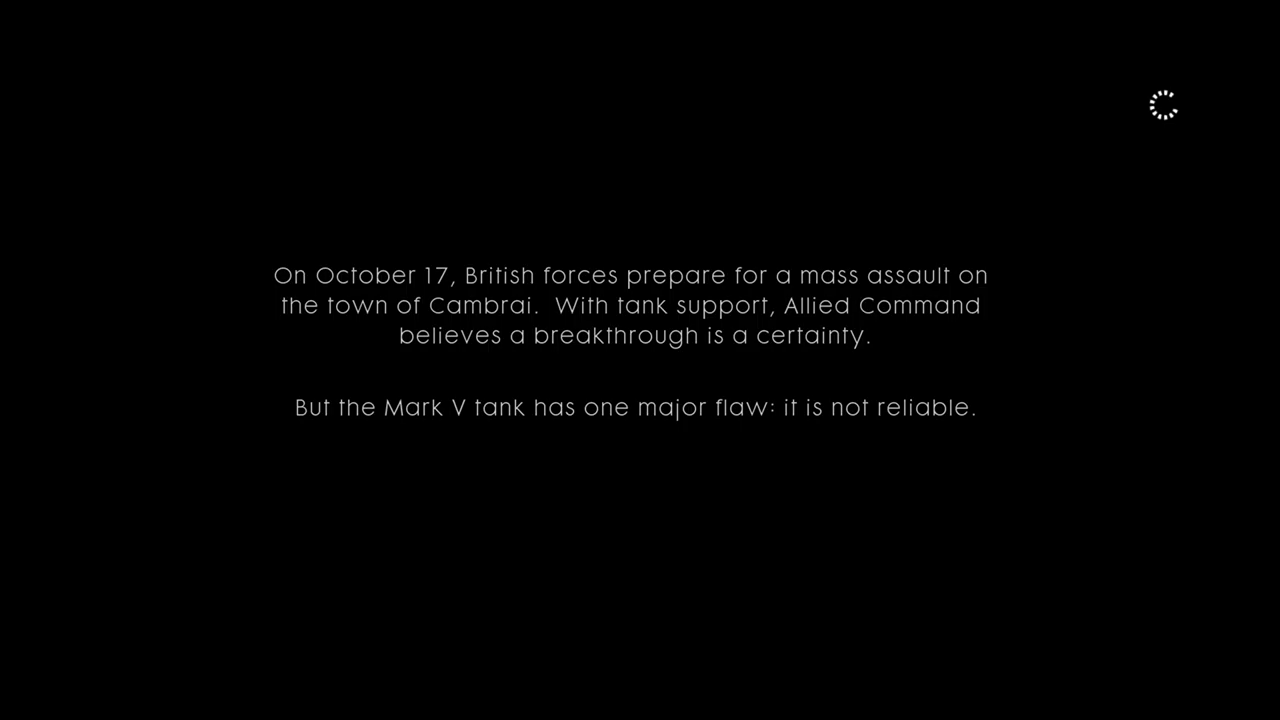 On October 17, British forces prepare for a mass assault on
the town of Cambrai.  With tank support, Allied Command
believes a breakthrough is a certainty.
But the Mark V tank has one major flaw: it is not reliable.